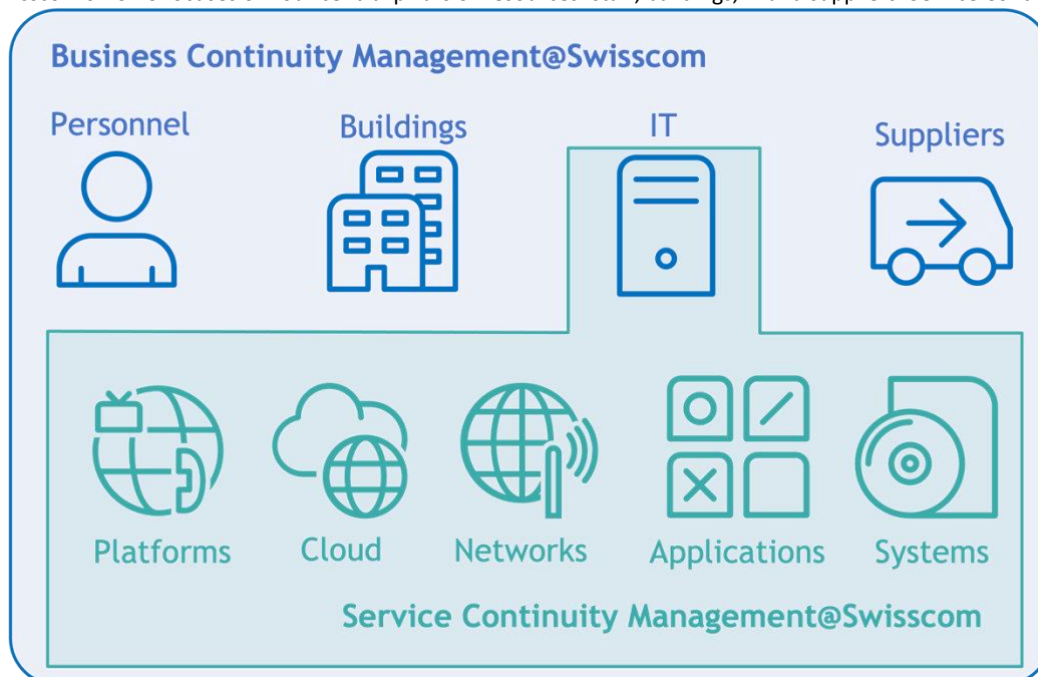 Business Continuity Management@Swisscom
Personnel
Buildings
IT
Suppliers
Platforms
Cloud
Networks
Applications
Systems
Service Continuity Management@Swisscom